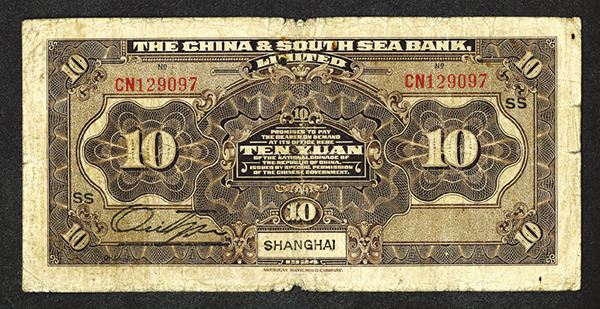 THE CHINA & SOUTH SEA BANK,
LIMITED
10 10
No No
CN129097 CN129097
SS
10
PROMISES TO PAY
THE BEARER ON DEMAND
AT ITS OFFICE HERE
10 TEN YUAN 10
OF THE NATIONAL COINAGE OF
THE REPUBLIC OF CHINA.
ISSUED BY SPECIAL PERMISSION
OF THE CHINESE GOVERNMENT.
SS
10 10 10
SHANGHAI
1924
AMERICAN BANK NOTE COMPANY.